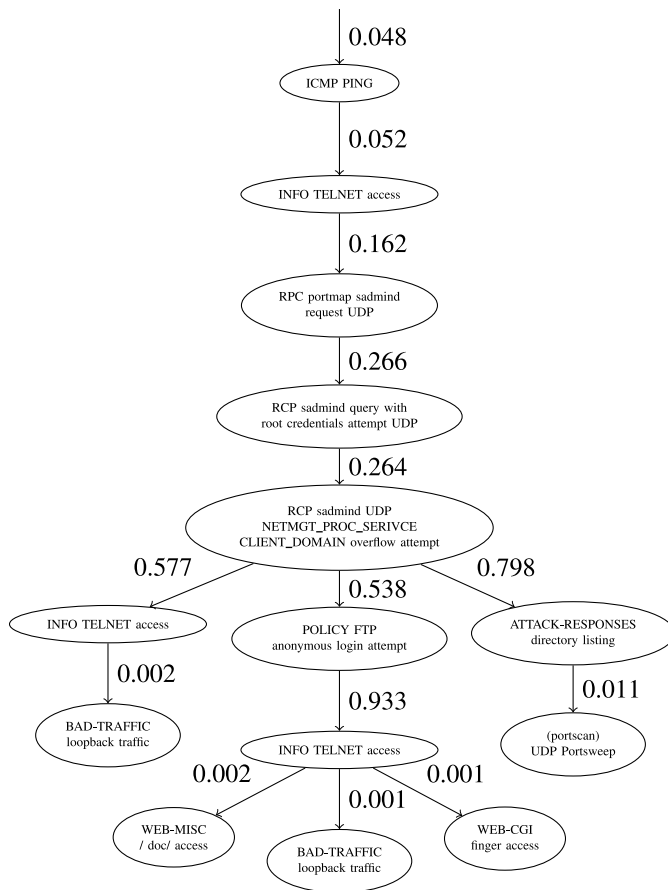 0.048
ICMP PING
0.052
INFO TELNET access
0.162
RPC portmap sadmind
request UDP
0.266
RCP sadmind query with
root credentials attempt UDP
0.264
RCP sadmind UDP
NETMGT_PROC_SERIVCE
CLIENT_DOMAIN overflow attempt
0.577
0.538
0.798
INFO TELNET access
POLICY FTP
anonymous login attempt
ATTACK-RESPONSES
directory listing
0.002
0.933
0.011
BAD-TRAFFIC
loopback traffic
INFO TELNET access
(portscan)
UDP Portsweep
0.002
0.001
0.001
WEB-MISC
/ doc/ access
BAD-TRAFFIC
loopback traffic
WEB-CGI
finger access